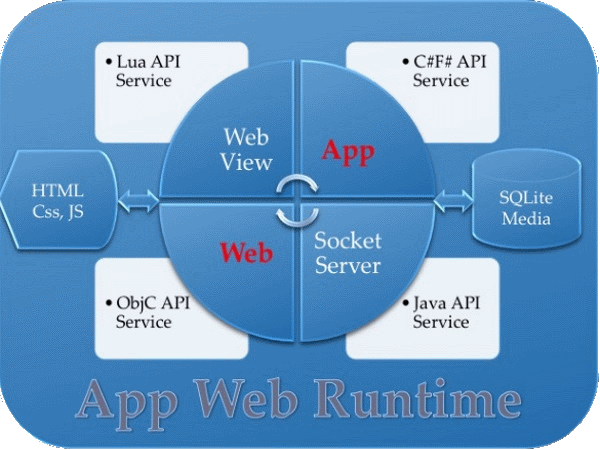 • Lua API
Service
• C#F# API
Service
Web
View
App
HTML
Css, JS
SQLite
Media
Web
Socket
Server
• ObjC API
Service
• Java API
Service
App Web Runtime